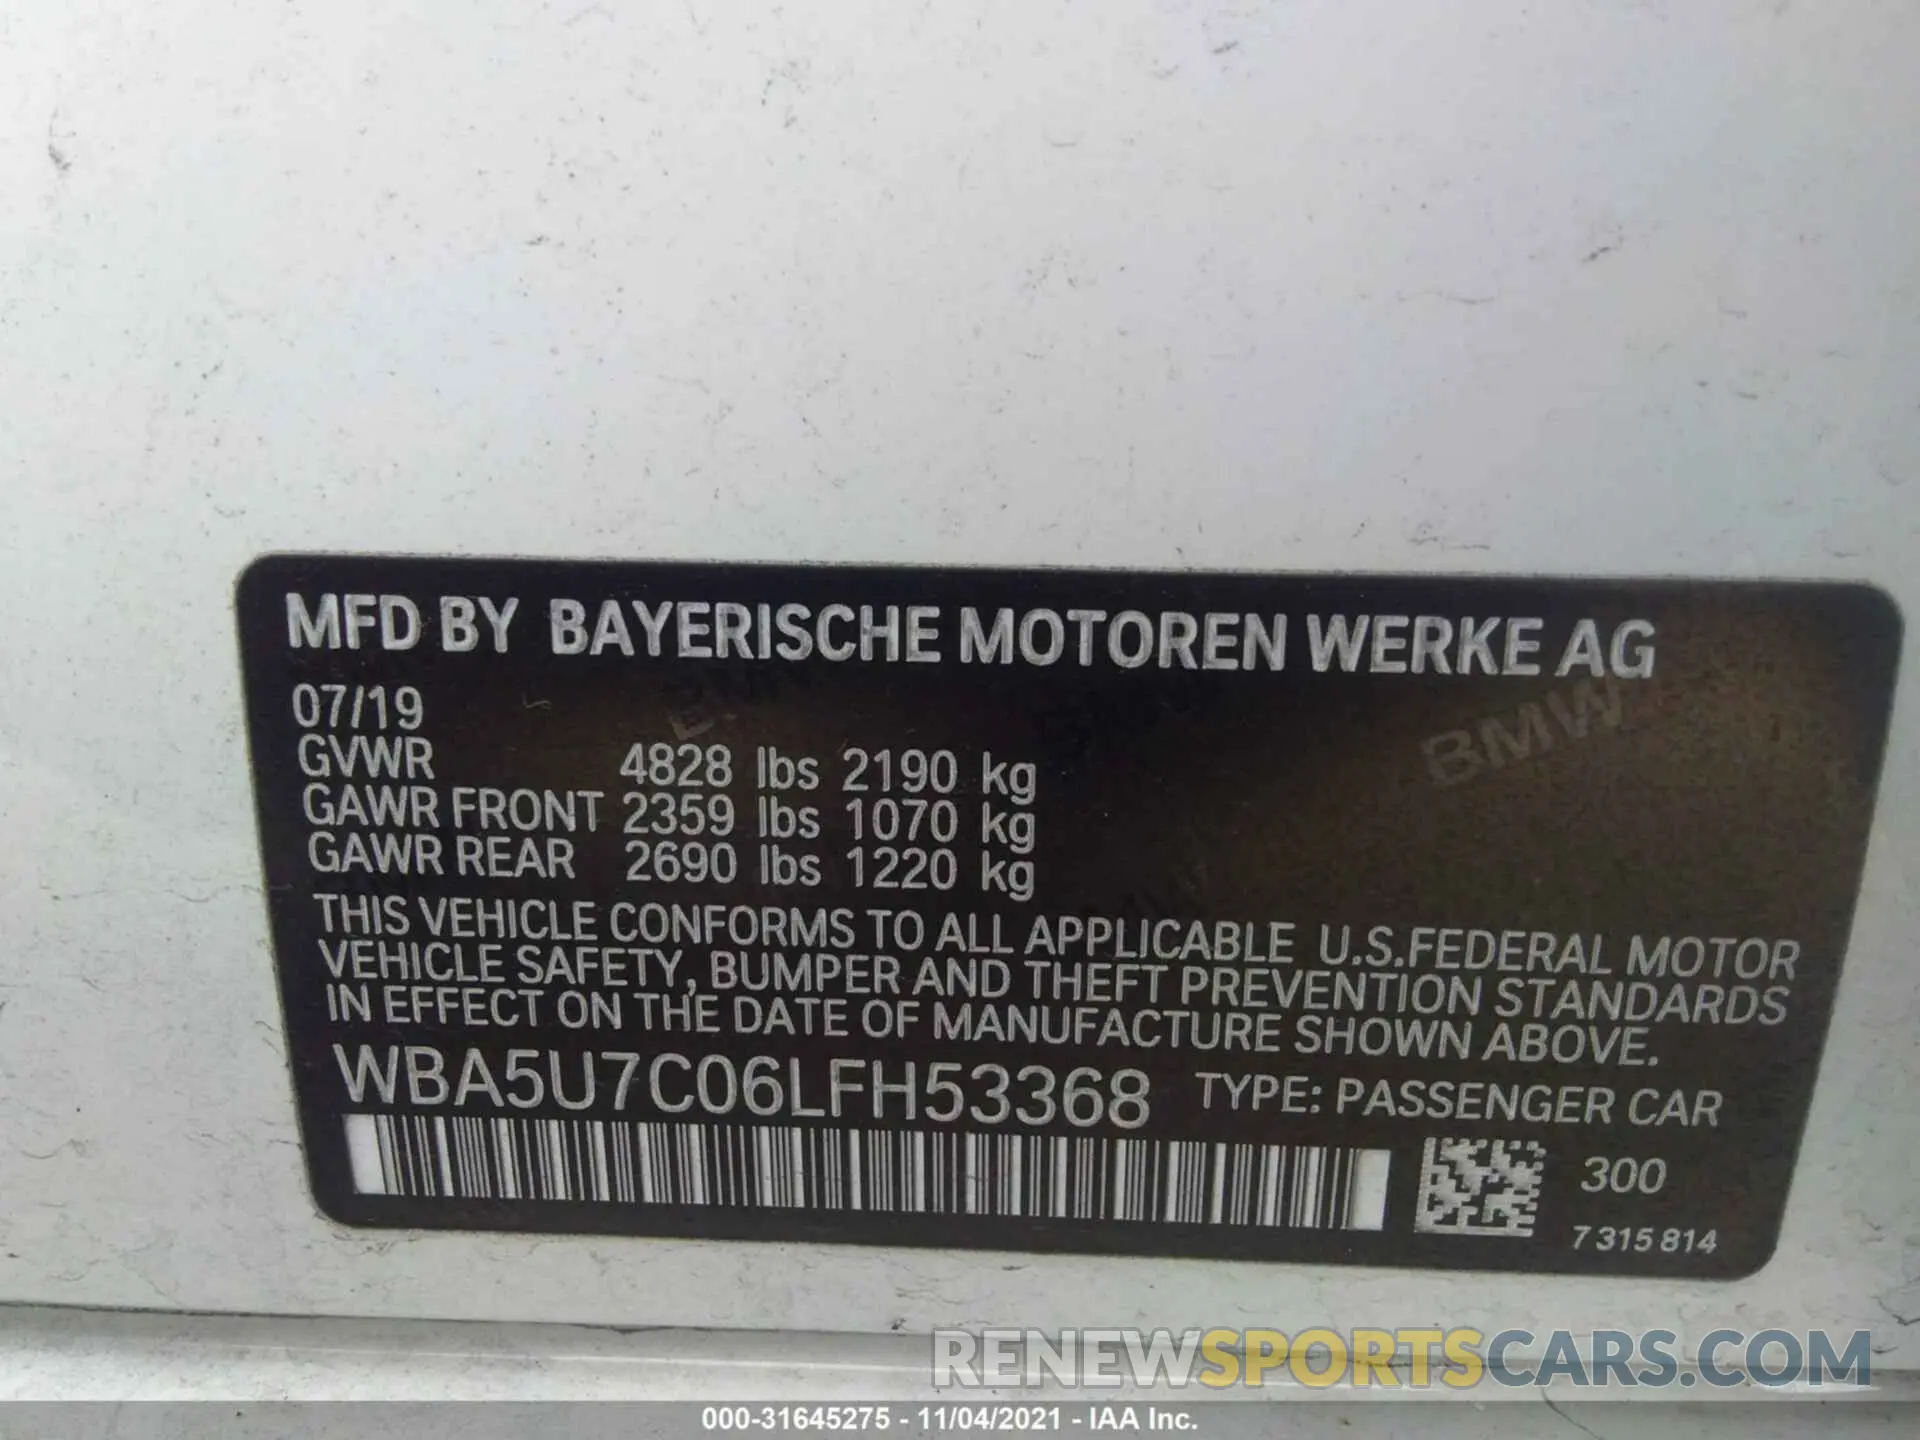 MFD BY BAYERISCHE MOTOREN WERKE AG
07/19
GVWR 4828 lbs 2190 kg
GAWR FRONT 2359 lbs 1070 kg
GAWR REAR 2690 lbs 1220 kg
THIS VEHICLE CONFORMS TO ALL APPLICABLE U.S.FEDERAL MOTOR
VEHICLE SAFETY, BUMPER AND THEFT PREVENTION STANDARDS
IN EFFECT ON THE DATE OF MANUFACTURE SHOWN ABOVE.
WBA5U7C06LFH53368 TYPE: PASSENGER CAR
300
7 315 814
BMW
RENEWSPORTSCARS.COM
000-31645275 - 11/04/2021 - IAA Inc.